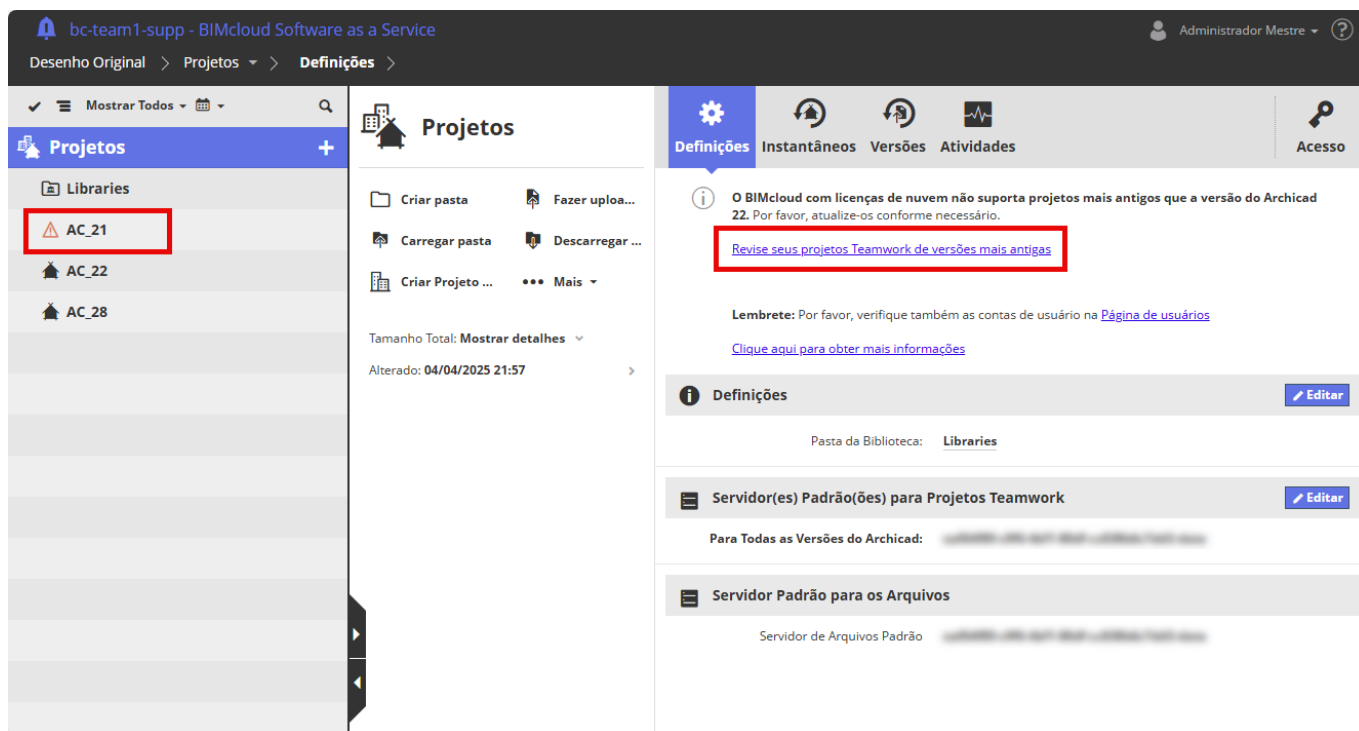 bc-team1-supp - BIMcloud Software as a Service
Administrador Mestre
?
Desenho Original > Projetos > Definições >
Mostrar Todos
Projetos +
Libraries
AC_21
AC_22
AC_28
Projetos
Criar pasta
Fazer uploa...
Carregar pasta
Descarregar ...
Criar Projeto ...
Mais
Tamanho Total: Mostrar detalhes
Alterado: 04/04/2025 21:57
Definições
Instantâneos
Versões
Atividades
Acesso
O BIMcloud com licenças de nuvem não suporta projetos mais antigos que a versão do Archicad
22. Por favor, atualize-os conforme necessário.
Revise seus projetos Teamwork de versões mais antigas
Lembrete: Por favor, verifique também as contas de usuário na Página de usuários
Clique aqui para obter mais informações
Definições
Editar
Pasta da Biblioteca: Libraries
Servidor(es) Padrão(ões) para Projetos Teamwork
Editar
Para Todas as Versões do Archicad:
Servidor Padrão para os Arquivos
Servidor de Arquivos Padrão